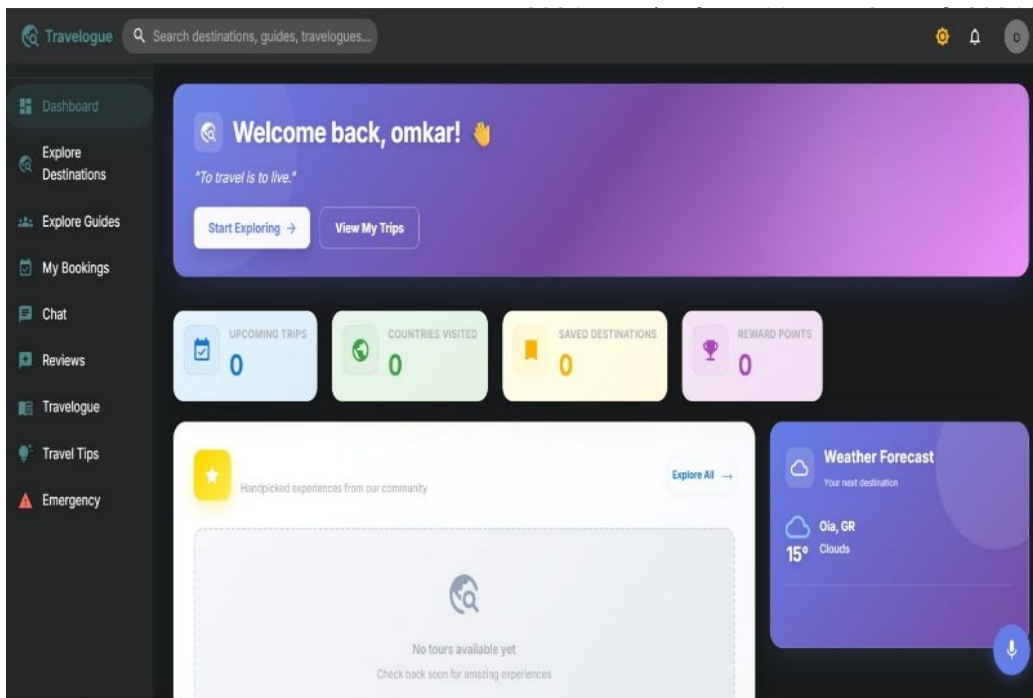 Travelogue
Search destinations, guides, travelogues...
O
Dashboard
Explore
Destinations
Explore Guides
My Bookings
Chat
Reviews
Travelogue
Travel Tips
Emergency
Welcome back, omkar! 👋
"To travel is to live."
Start Exploring →
View My Trips
UPCOMING TRIPS
0
COUNTRIES VISITED
0
SAVED DESTINATIONS
0
REWARD POINTS
0
Handpicked experiences from our community
Explore All →
No tours available yet
Check back soon for amazing experiences
Weather Forecast
Your next destination
Oia, GR
15° Clouds